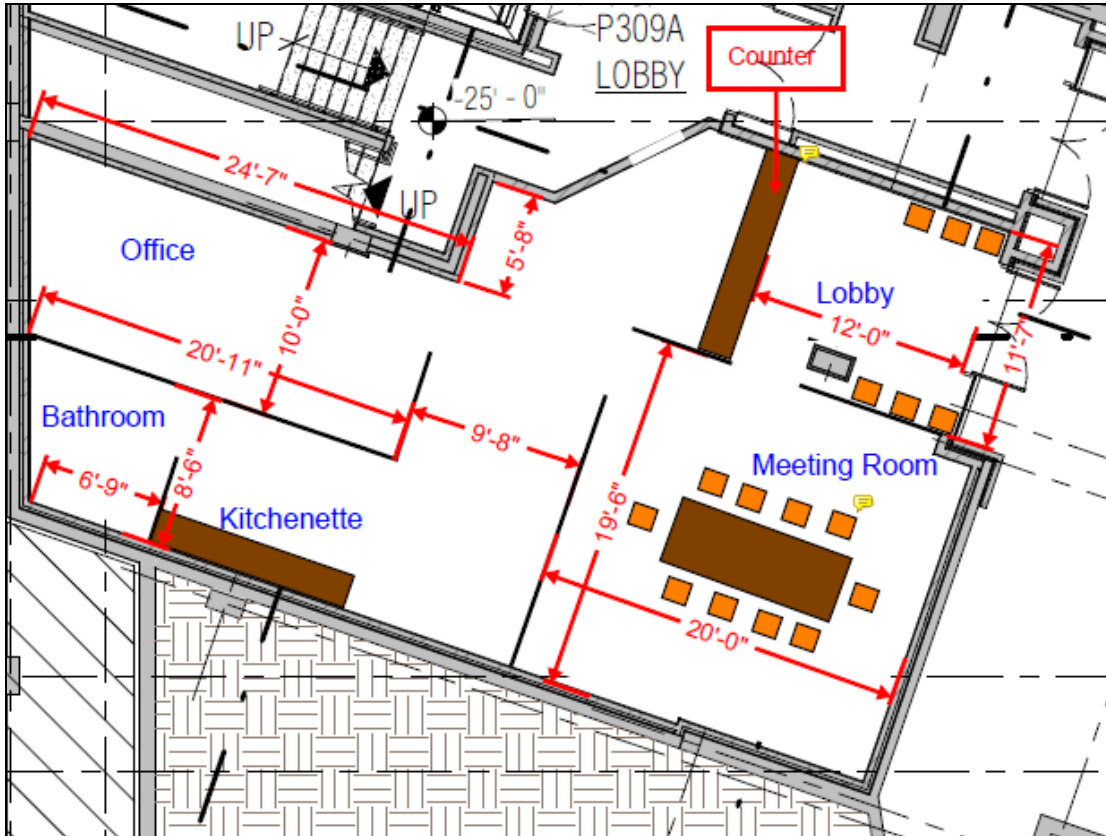 UP
P309A
LOBBY
Counter
-25' - 0"
24'-7"
UP
5'-8"
Office
Lobby
12'-0"
11'-7"
10'-0"
20'-11"
Bathroom
9'-8"
Meeting Room
6'-9"
8'-6"
Kitchenette
19'-6"
20'-0"